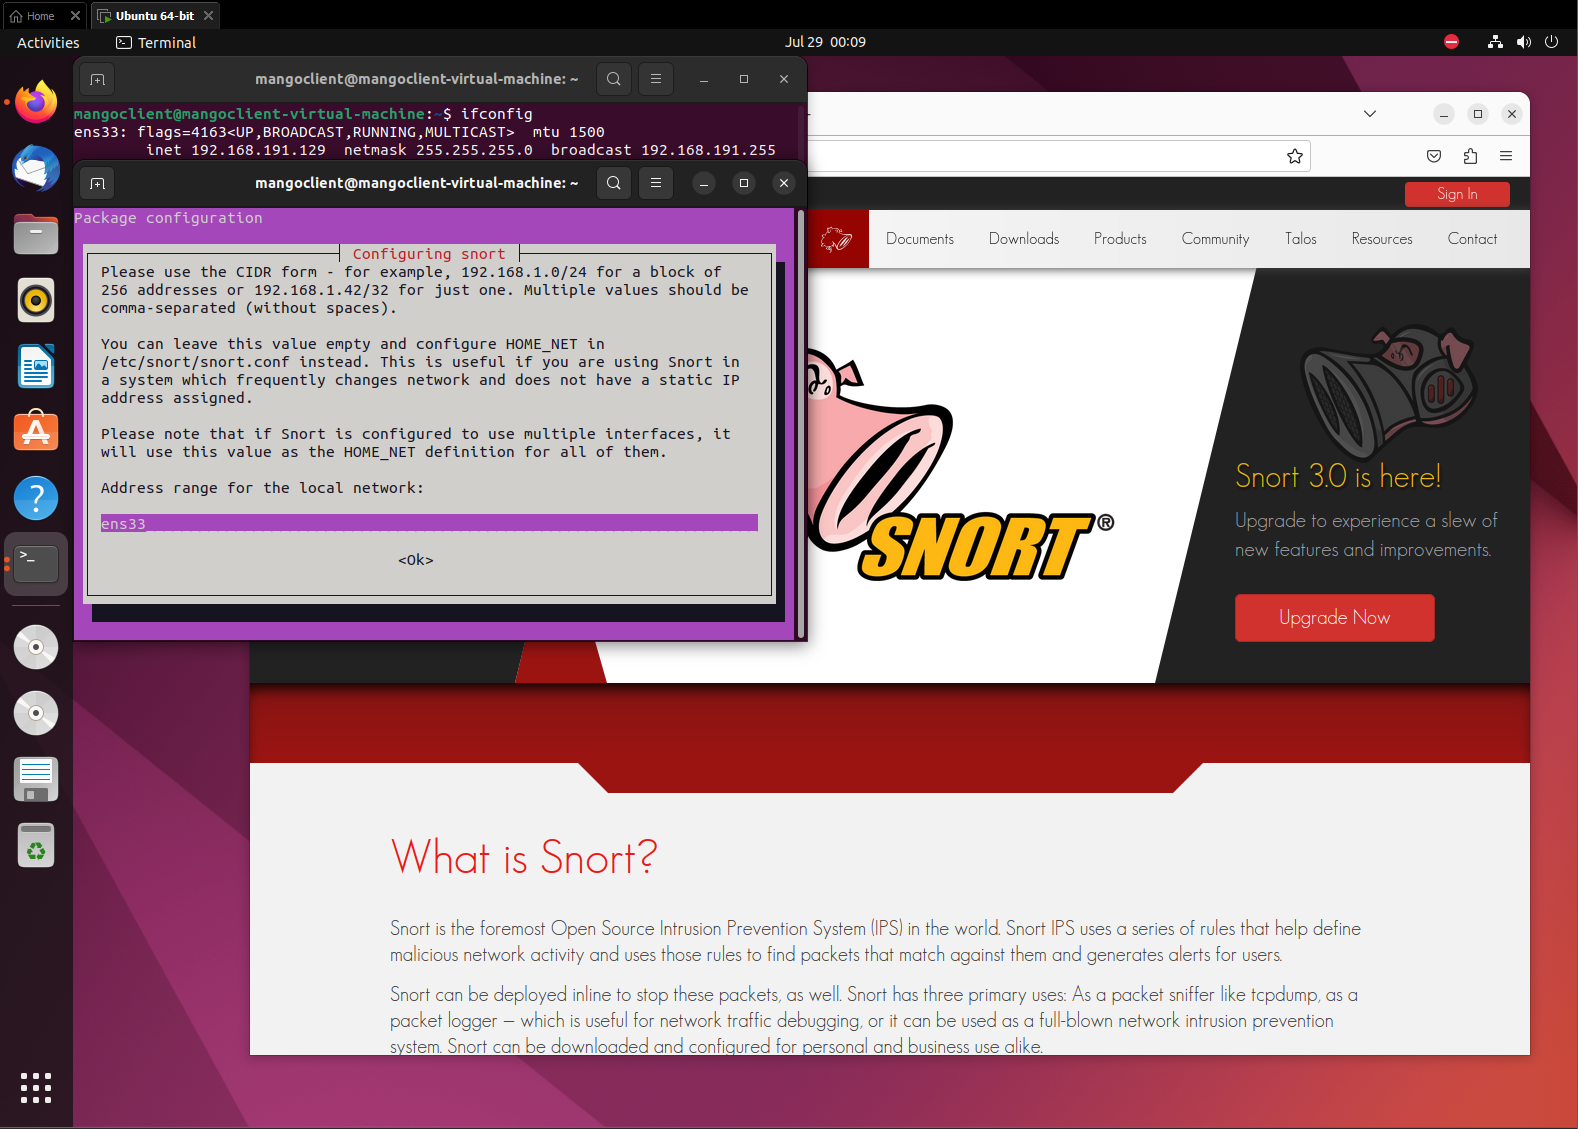 Home
Ubuntu 64-bit
Activities
Terminal
Jul 29 00:09
mangoclient@mangoclient-virtual-machine: ~
mangoclient@mangoclient-virtual-machine:~$ ifconfig
ens33: flags=4163<UP,BROADCAST,RUNNING,MULTICAST>  mtu 1500
inet 192.168.191.129  netmask 255.255.255.0  broadcast 192.168.191.255
mangoclient@mangoclient-virtual-machine: ~
Package configuration
Configuring snort
Please use the CIDR form - for example, 192.168.1.0/24 for a block of
256 addresses or 192.168.1.42/32 for just one. Multiple values should be
comma-separated (without spaces).
You can leave this value empty and configure HOME_NET in
/etc/snort/snort.conf instead. This is useful if you are using Snort in
a system which frequently changes network and does not have a static IP
address assigned.
Please note that if Snort is configured to use multiple interfaces, it
will use this value as the HOME_NET definition for all of them.
Address range for the local network:
ens33
<Ok>
Sign In
Documents
Downloads
Products
Community
Talos
Resources
Contact
SNORT®
Snort 3.0 is here!
Upgrade to experience a slew of
new features and improvements.
Upgrade Now
What is Snort?
Snort is the foremost Open Source Intrusion Prevention System (IPS) in the world. Snort IPS uses a series of rules that help define
malicious network activity and uses those rules to find packets that match against them and generates alerts for users.
Snort can be deployed inline to stop these packets, as well. Snort has three primary uses: As a packet sniffer like tcpdump, as a
packet logger — which is useful for network traffic debugging, or it can be used as a full-blown network intrusion prevention
system. Snort can be downloaded and configured for personal and business use alike.